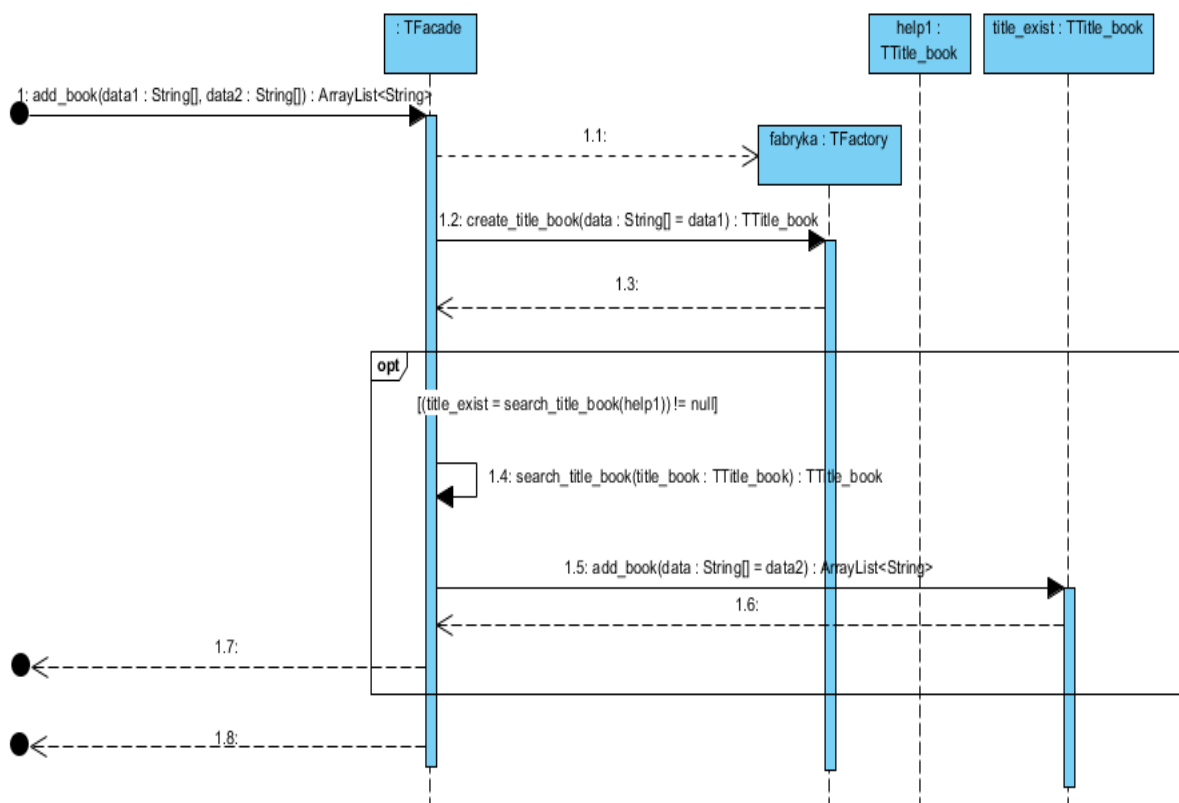 : TFacade
help1 :
TTitle_book
title_exist : TTitle_book
1: add_book(data1 : String[], data2 : String[]) : ArrayList<String>
1.1:
fabryka : TFactory
1.2: create_title_book(data : String[] = data1) : TTitle_book
1.3:
opt
[(title_exist = search_title_book(help1)) != null]
1.4: search_title_book(title_book : TTitle_book) : TTitle_book
1.5: add_book(data : String[] = data2) : ArrayList<String>
1.6:
1.7:
1.8: